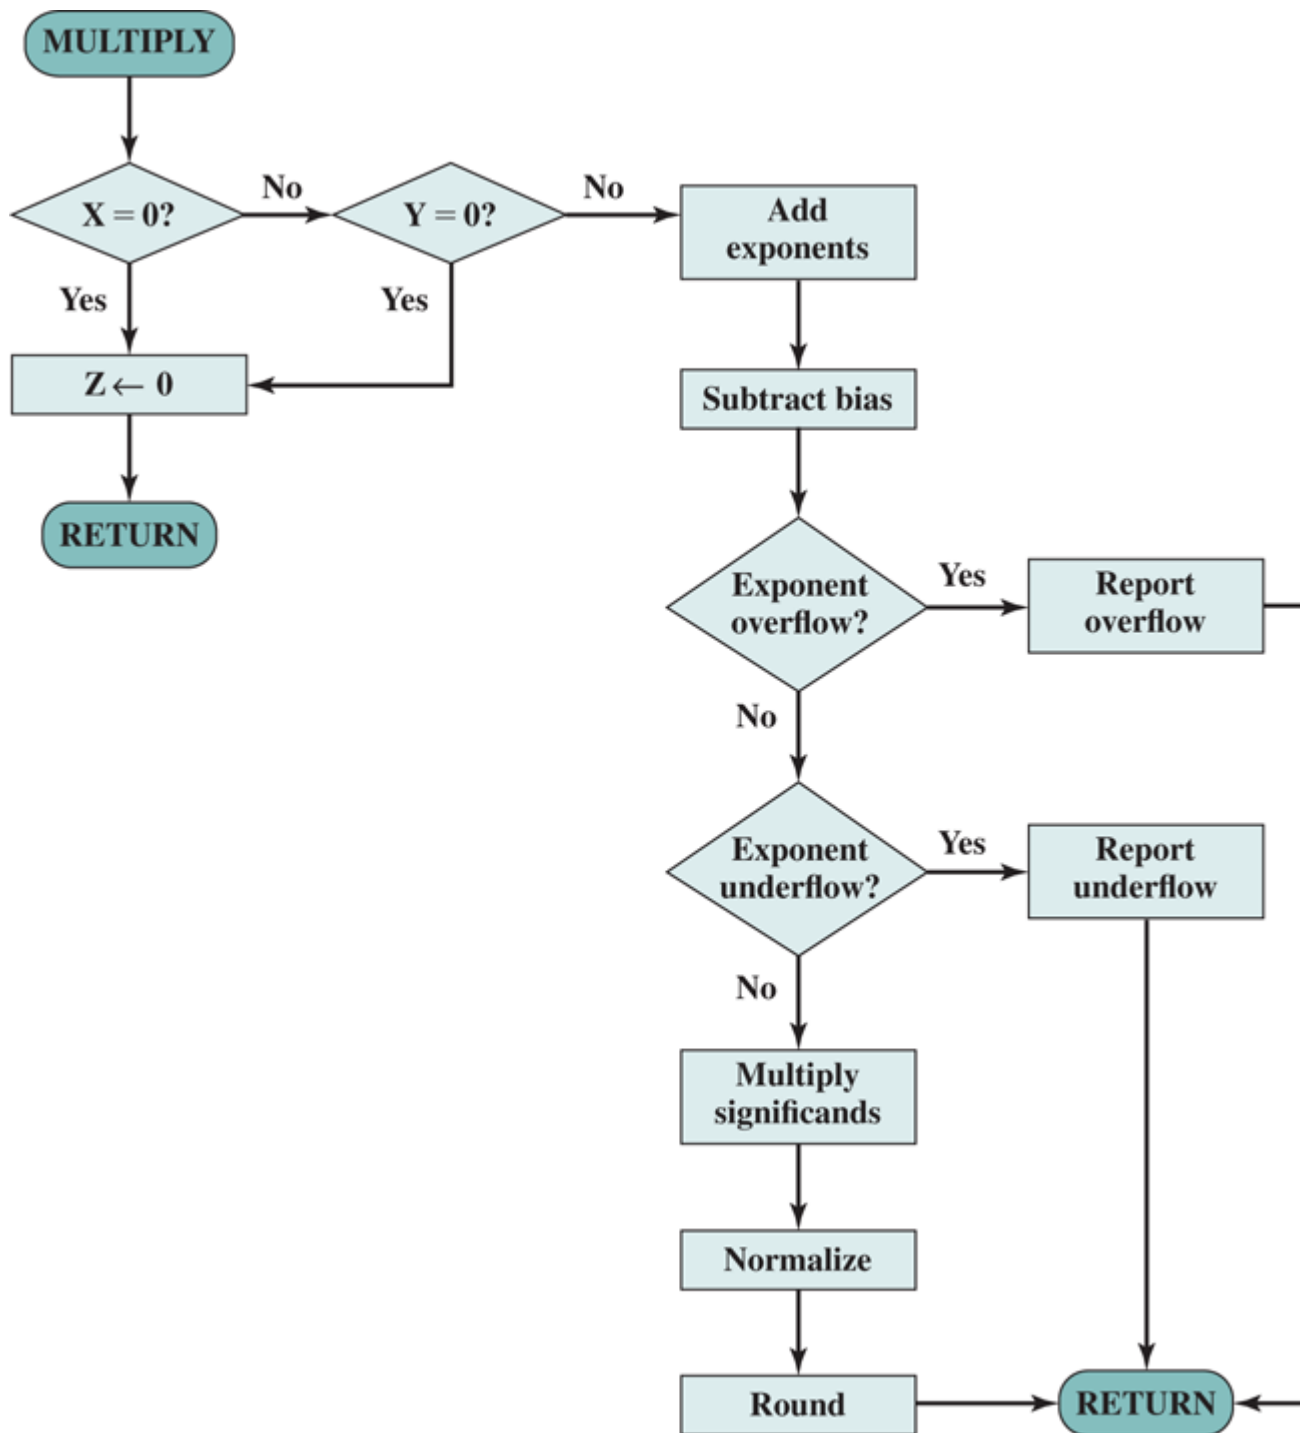 MULTIPLY
X = 0?
No
Y = 0?
No
Add
exponents
Yes
Yes
Z ← 0
Subtract bias
RETURN
Exponent
overflow?
Yes
Report
overflow
No
Exponent
underflow?
Yes
Report
underflow
No
Multiply
significands
Normalize
Round
RETURN